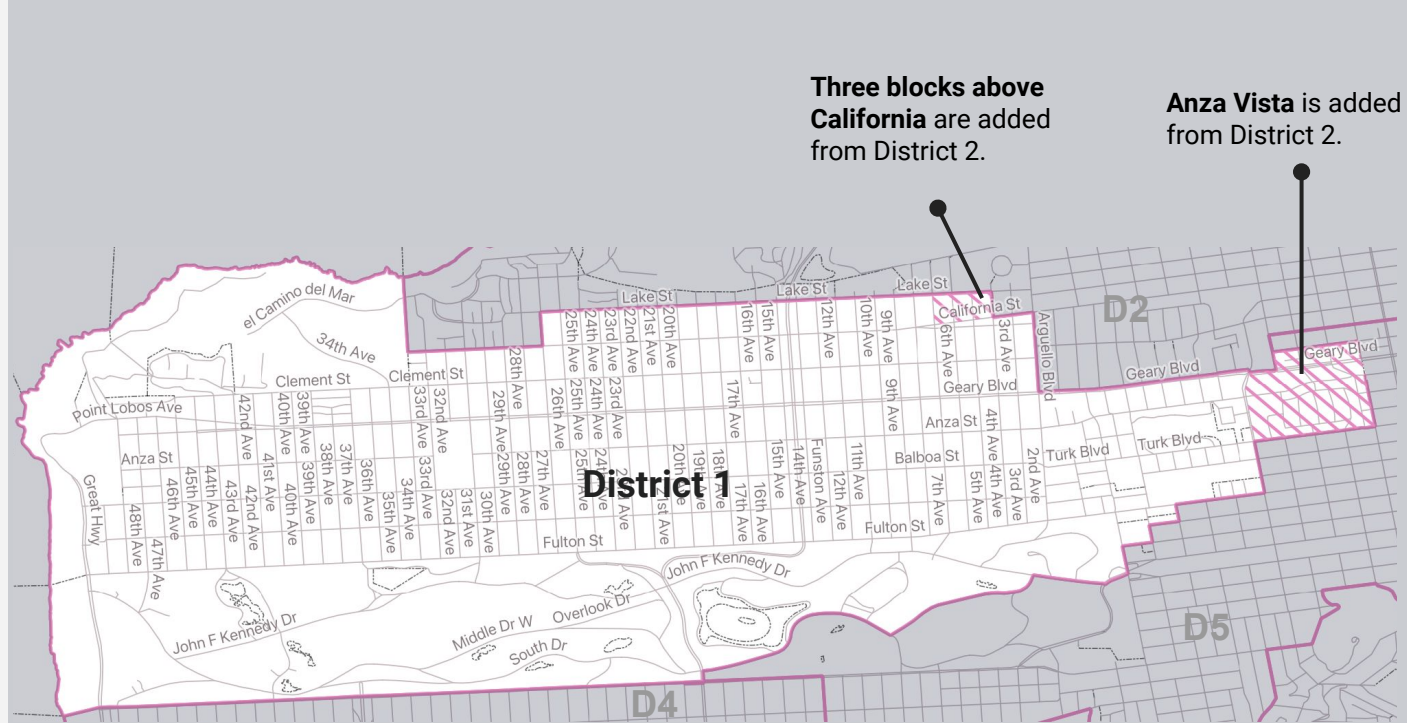 Three blocks above
California are added
from District 2.
Anza Vista is added
from District 2.
el Camino del Mar
34th Ave
Lake St
Lake St
Lake St
California St
D2
Clement St
Clement St
Geary Blvd
Geary Blvd
Geary Blvd
Arguello Blvd
Point Lobos Ave
28th Ave
25th Ave
24th Ave
23rd Ave
22nd Ave
21st Ave
20th Ave
16th Ave
15th Ave
12th Ave
10th Ave
9th Ave
6th Ave
3rd Ave
42nd Ave
40th Ave
39th Ave
33rd Ave
32nd Ave
29th Ave
26th Ave
25th Ave
24th Ave
23rd Ave
17th Ave
9th Ave
Anza St
Anza St
4th Ave
Balboa St
Turk Blvd
Turk Blvd
Great Hwy
48th Ave
47th Ave
46th Ave
45th Ave
44th Ave
43rd Ave
42nd Ave
41st Ave
40th Ave
39th Ave
38th Ave
37th Ave
36th Ave
35th Ave
34th Ave
33rd Ave
32nd Ave
31st Ave
30th Ave
29th Ave
28th Ave
27th Ave
25th Ave
24th Ave
District 1
20th Ave
21st Ave
19th Ave
18th Ave
17th Ave
16th Ave
15th Ave
14th Ave
Funston Ave
12th Ave
11th Ave
7th Ave
5th Ave
4th Ave
3rd Ave
2nd Ave
Fulton St
Fulton St
John F Kennedy Dr
John F Kennedy Dr
Middle Dr W
Overlook Dr
South Dr
D5
D4